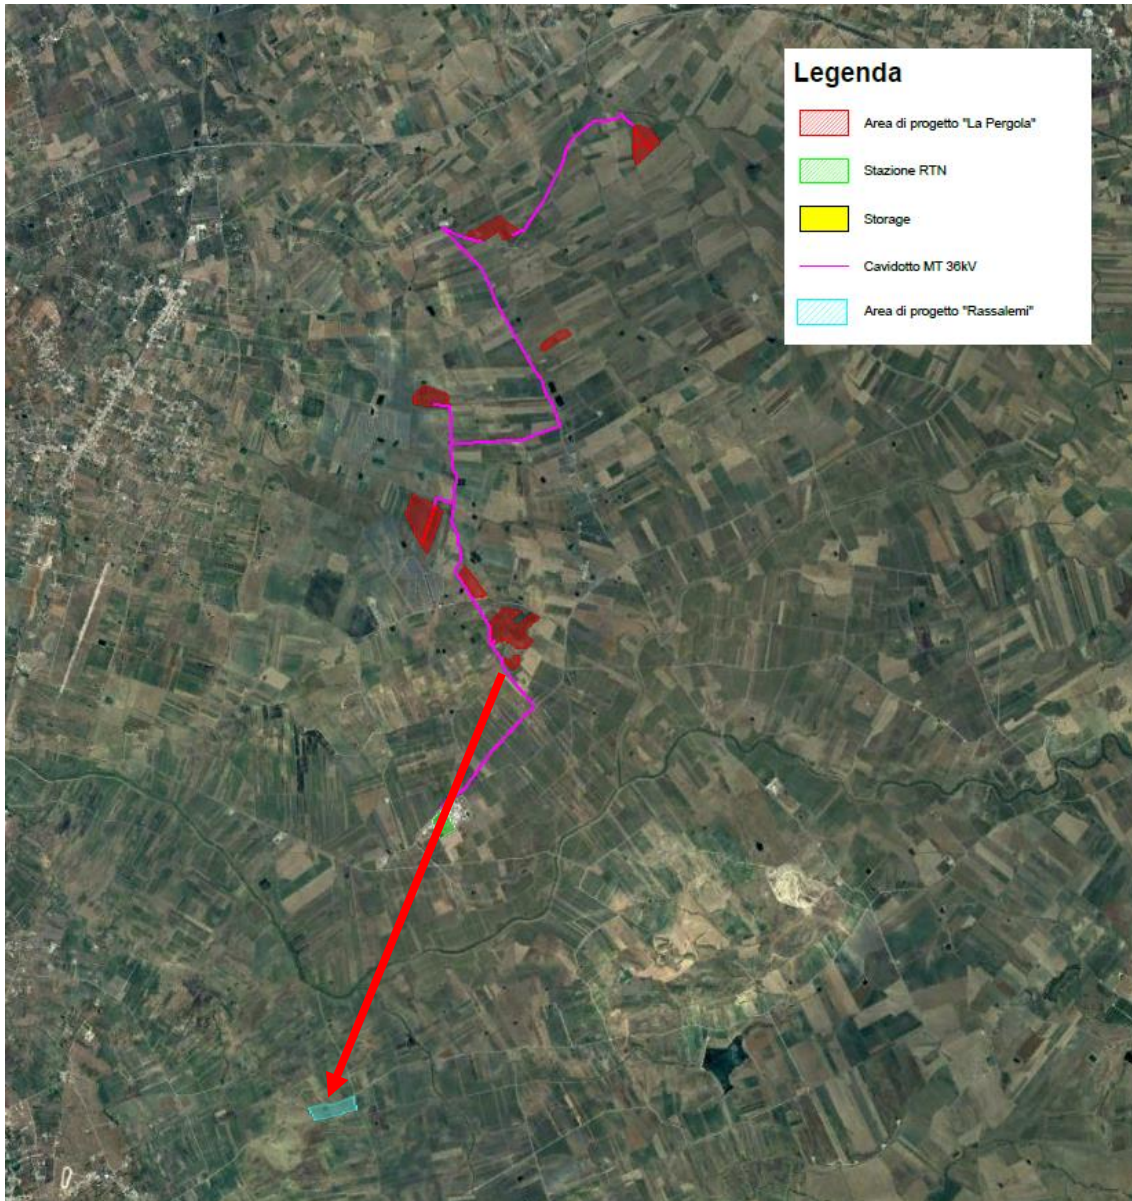 Legenda
Area di progetto "La Pergola"
Stazione RTN
Storage
Cavidotto MT 36kV
Area di progetto "Rassalemi"